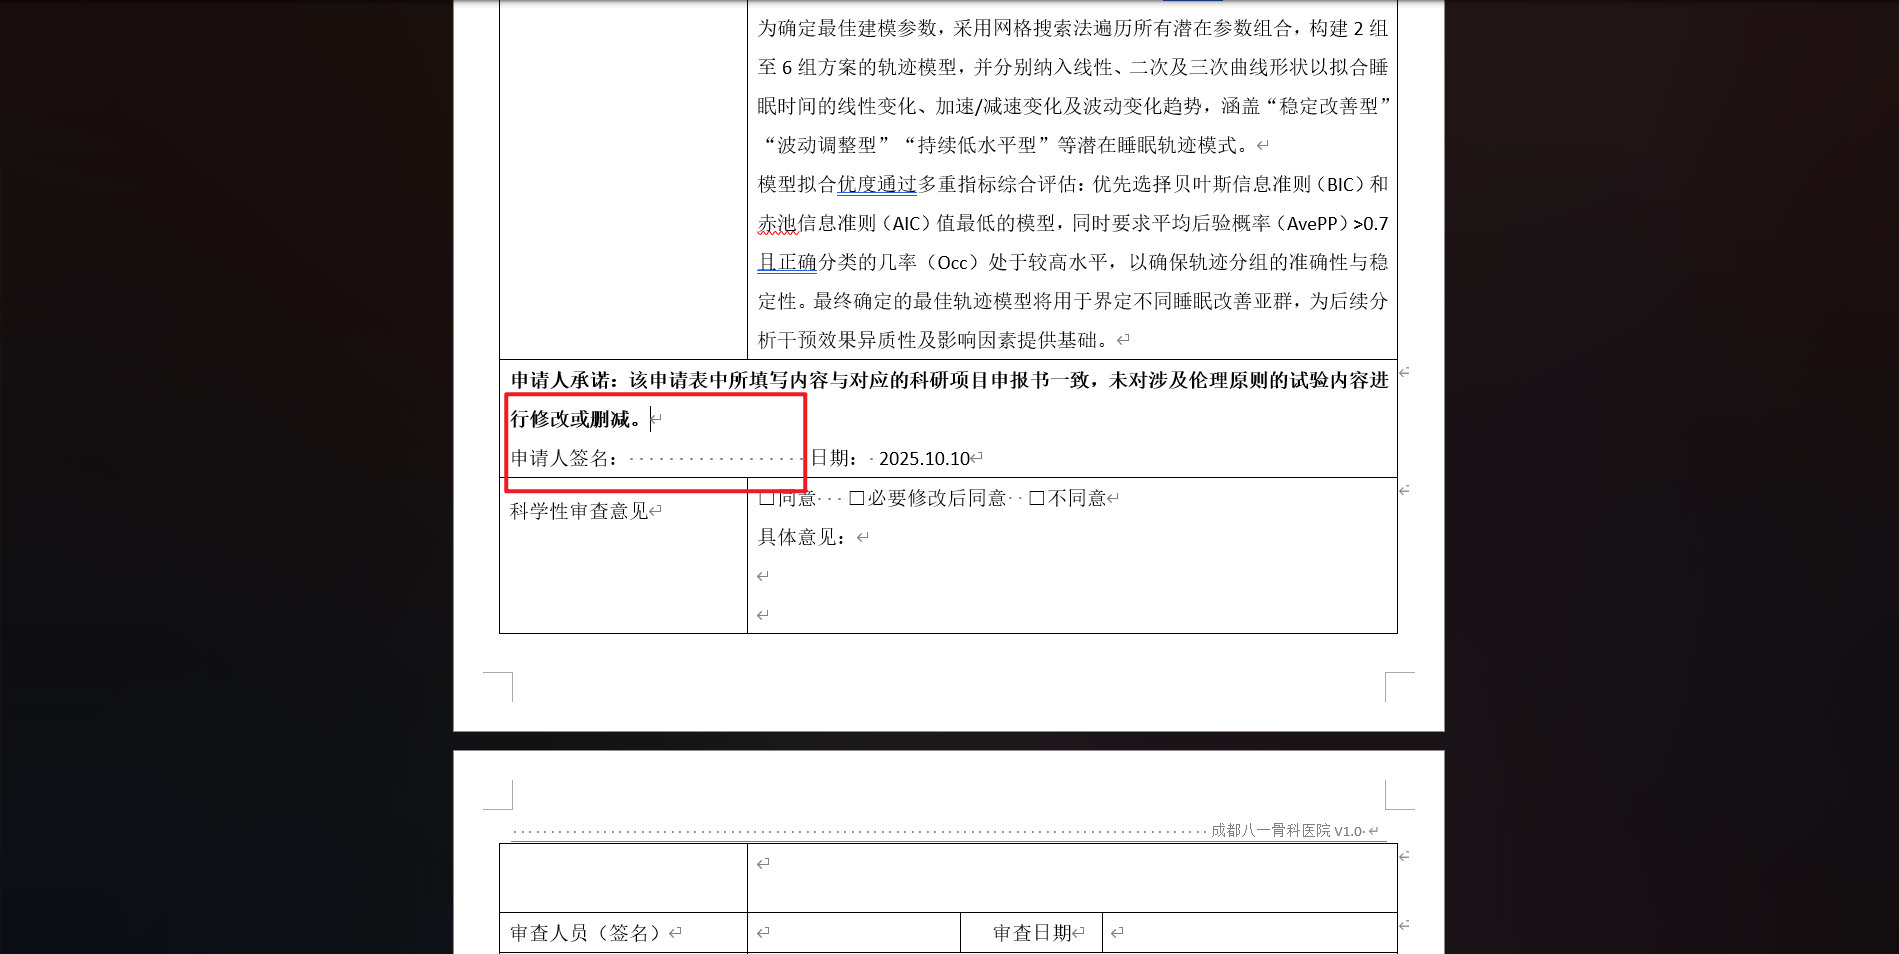 为确定最佳建模参数，采用网格搜索法遍历所有潜在参数组合，构建 2 组
至 6 组方案的轨迹模型，并分别纳入线性、二次及三次曲线形状以拟合睡
眠时间的线性变化、加速/减速变化及波动变化趋势，涵盖“稳定改善型”
“波动调整型”“持续低水平型”等潜在睡眠轨迹模式。
模型拟合优度通过多重指标综合评估：优先选择贝叶斯信息准则（BIC）和
赤池信息准则（AIC）值最低的模型，同时要求平均后验概率（AvePP）>0.7
且正确分类的几率（Occ）处于较高水平，以确保轨迹分组的准确性与稳
定性。最终确定的最佳轨迹模型将用于界定不同睡眠改善亚群，为后续分
析干预效果异质性及影响因素提供基础。
申请人承诺：该申请表中所填写内容与对应的科研项目申报书一致，未对涉及伦理原则的试验内容进
行修改或删减。
申请人签名： 日期： 2025.10.10
科学性审查意见
□同意 □必要修改后同意 □不同意
具体意见：
成都八一骨科医院 V1.0
审查人员（签名） 审查日期